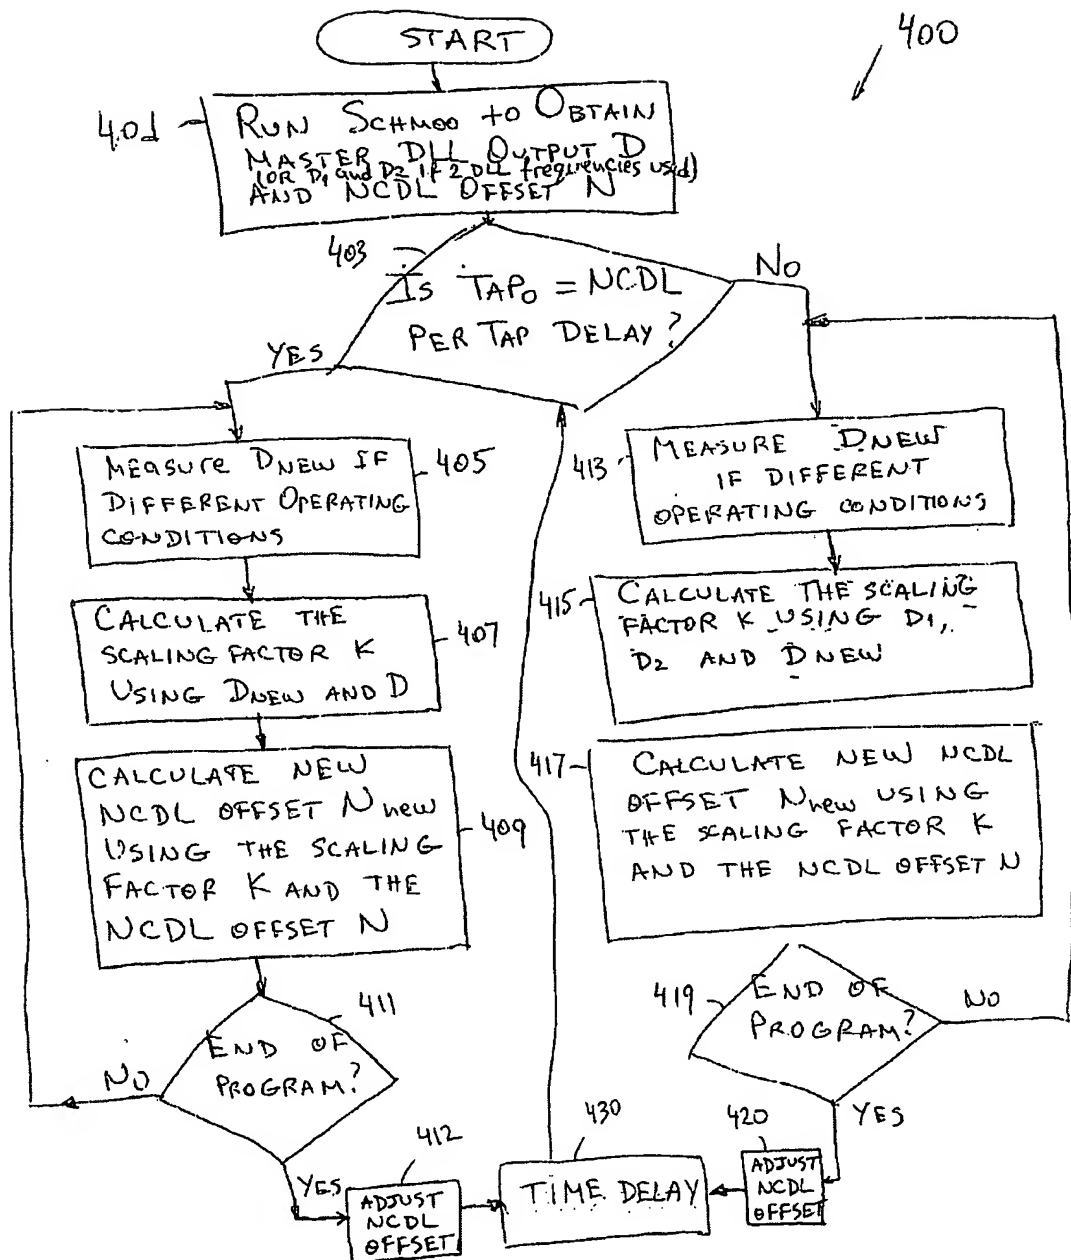 START
400
401
RUN SCHMOO to OBTAIN
MASTER DLL OUTPUT D
(OR D1 and D2 if 2 DLL frequencies used)
AND NCDL OFFSET N
403
Is TAP0 = NCDL
PER TAP DELAY?
YES
NO
MEASURE DNEW IF
DIFFERENT OPERATING
CONDITIONS
405
413
MEASURE DNEW
IF DIFFERENT
OPERATING CONDITIONS
CALCULATE THE
SCALING FACTOR K
USING DNEW AND D
407
415
CALCULATE THE SCALING
FACTOR K USING D1,
D2 AND DNEW
CALCULATE NEW
NCDL OFFSET Nnew
USING THE SCALING
FACTOR K AND THE
NCDL OFFSET N
409
417
CALCULATE NEW NCDL
OFFSET Nnew USING
THE SCALING FACTOR K
AND THE NCDL OFFSET N
411
END OF
PROGRAM?
NO
419
END OF
PROGRAM?
NO
YES
412
ADJUST
NCDL
OFFSET
430
TIME DELAY
420
ADJUST
NCDL
OFFSET
YES